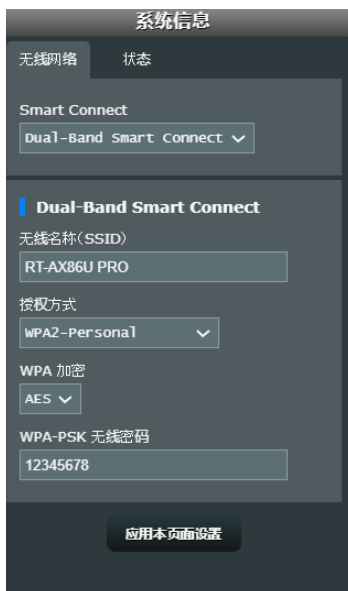 系统信息
无线网络 状态
Smart Connect
Dual-Band Smart Connect
Dual-Band Smart Connect
无线名称(SSID)
RT-AX86U PRO
授权方式
WPA2-Personal
WPA 加密
AES
WPA-PSK 无线密码
12345678
应用本页面设置